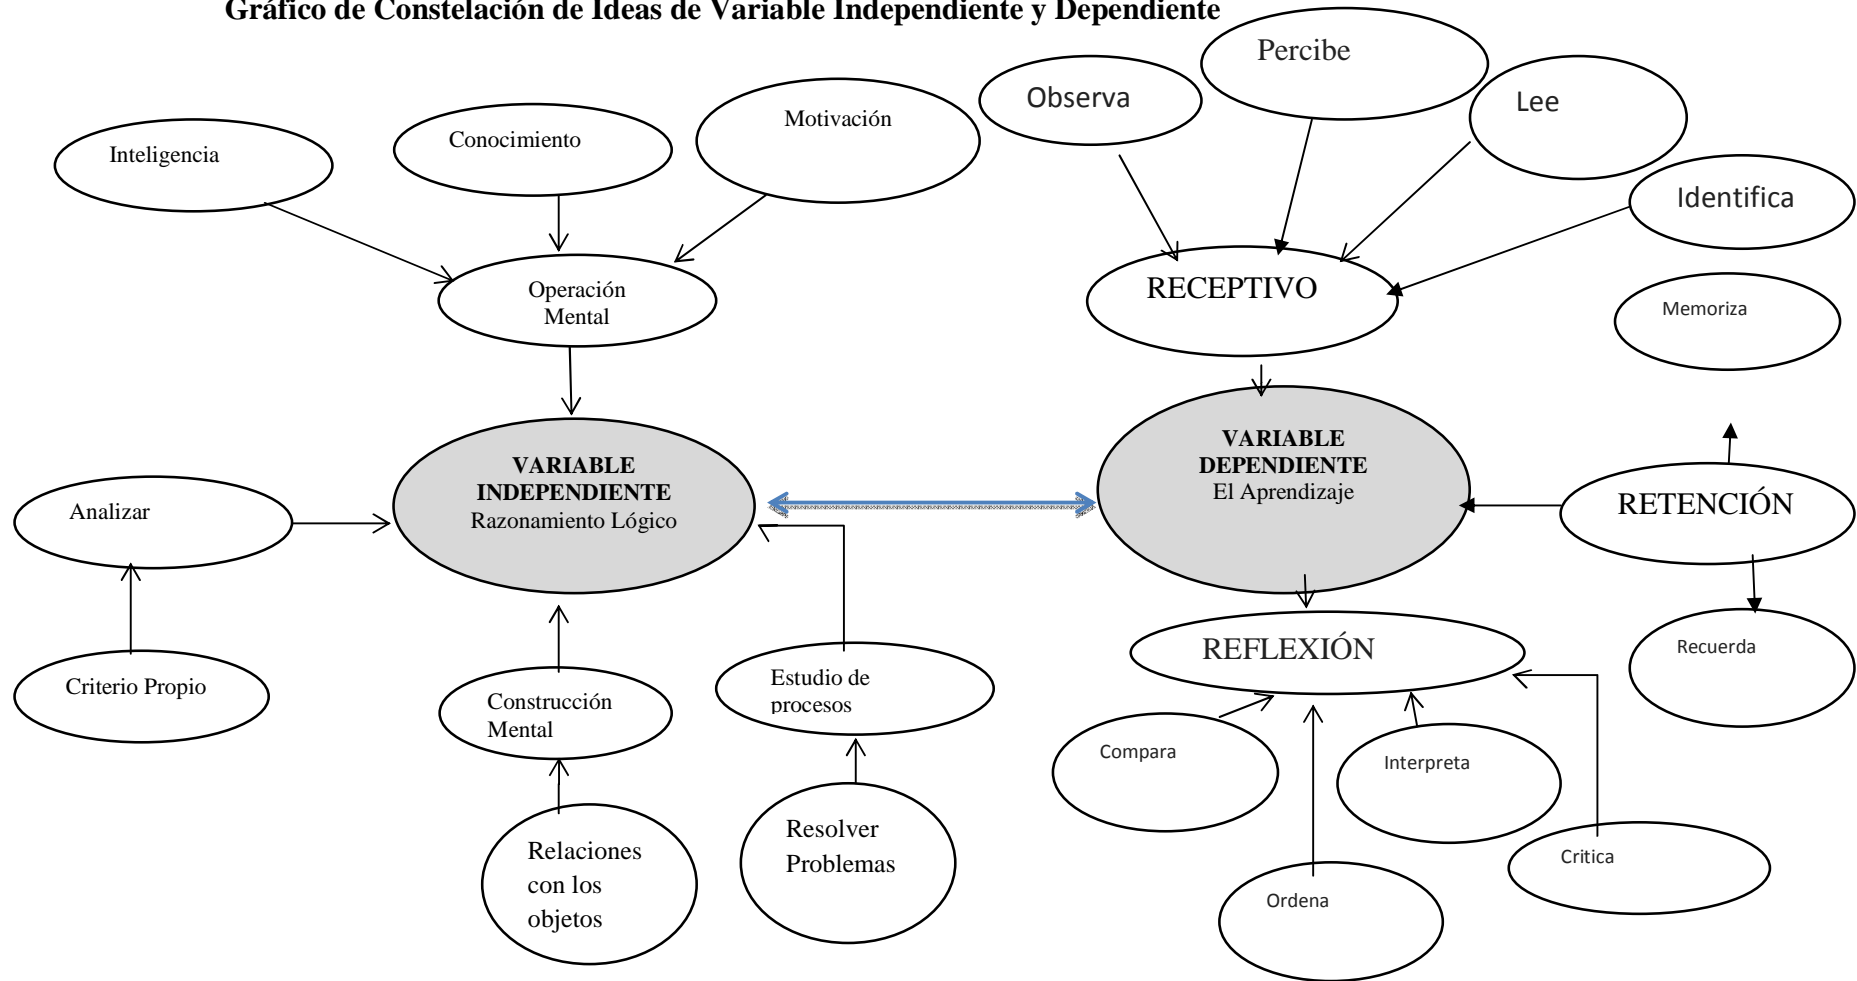 Gráfico de Constelación de Ideas de Variable Independiente y Dependiente
Percibe
Observa
Lee
Motivación
Conocimiento
Inteligencia
Identifica
Operación
Mental
RECEPTIVO
Memoriza
VARIABLE
INDEPENDIENTE
Razonamiento Lógico
VARIABLE
DEPENDIENTE
El Aprendizaje
Analizar
RETENCIÓN
Criterio Propio
Construcción
Mental
Estudio de
procesos
REFLEXIÓN
Recuerda
Compara
Interpreta
Relaciones
con los
objetos
Resolver
Problemas
Ordena
Critica